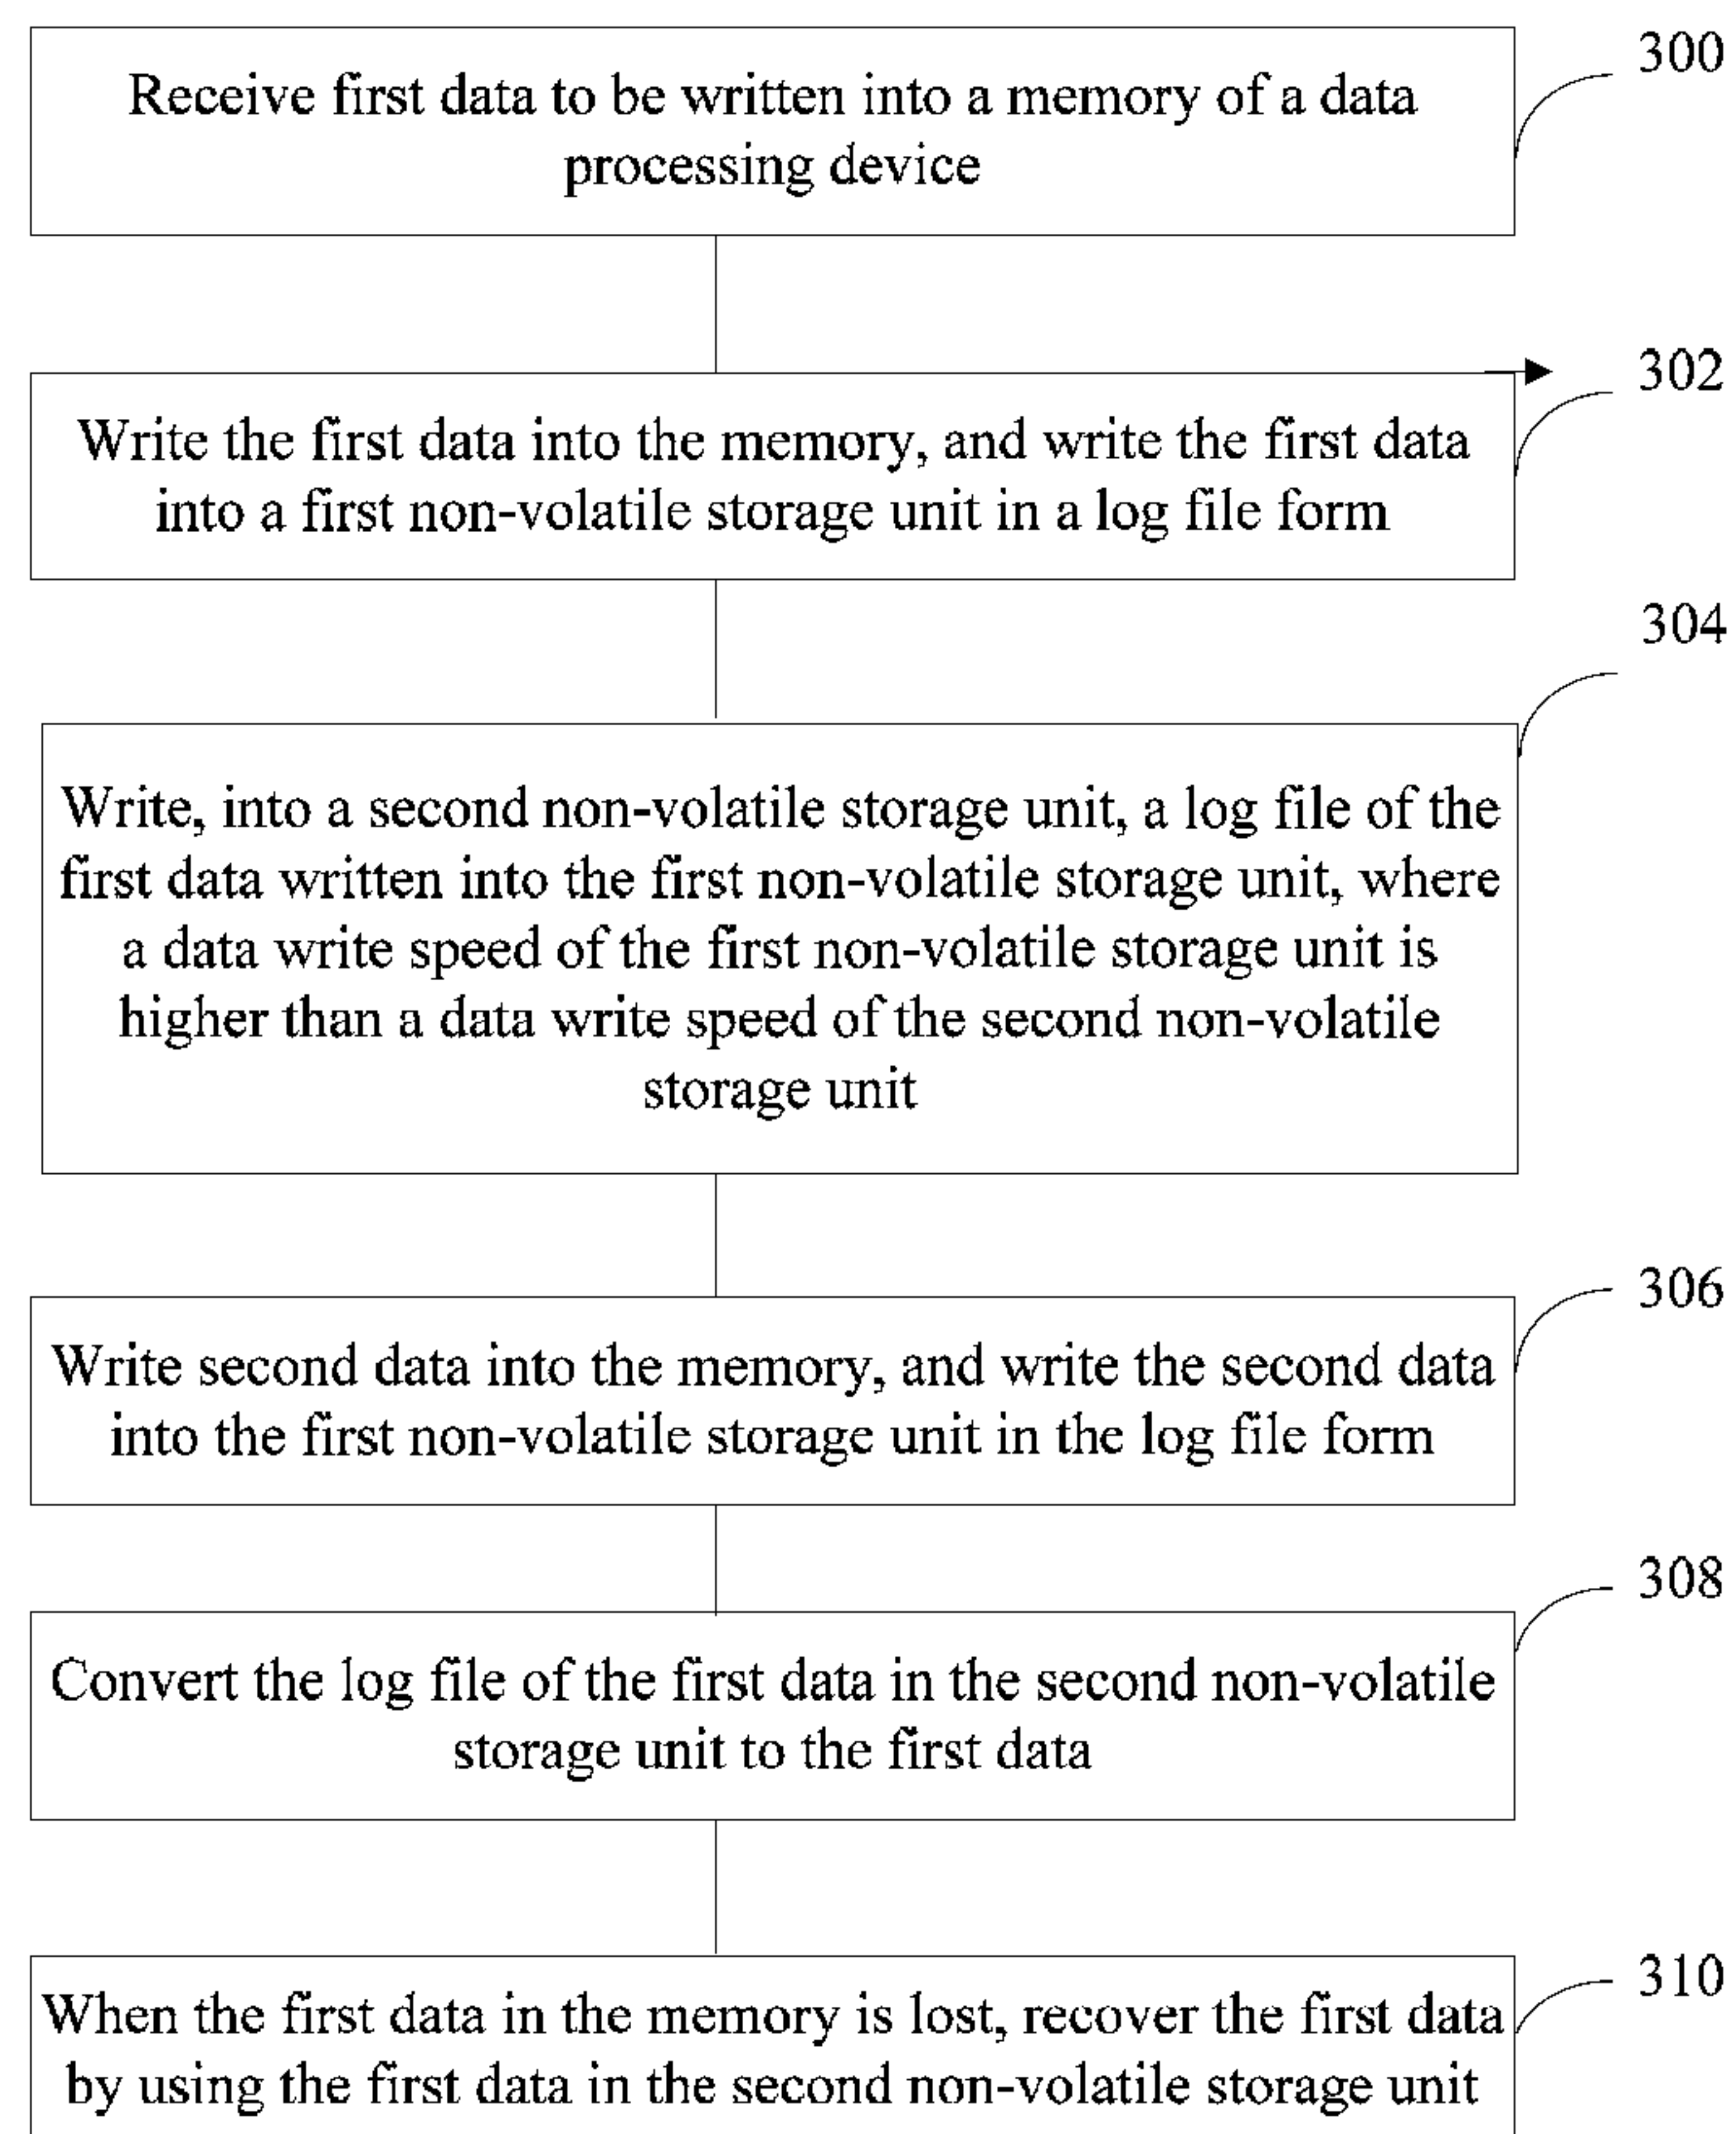 300
Receive first data to be written into a memory of a data
processing device
302
Write the first data into the memory, and write the first data
into a first non-volatile storage unit in a log file form
304
Write, into a second non-volatile storage unit, a log file of the
first data written into the first non-volatile storage unit, where
a data write speed of the first non-volatile storage unit is
higher than a data write speed of the second non-volatile
storage unit
306
Write second data into the memory, and write the second data
into the first non-volatile storage unit in the log file form
308
Convert the log file of the first data in the second non-volatile
storage unit to the first data
310
When the first data in the memory is lost, recover the first data
by using the first data in the second non-volatile storage unit